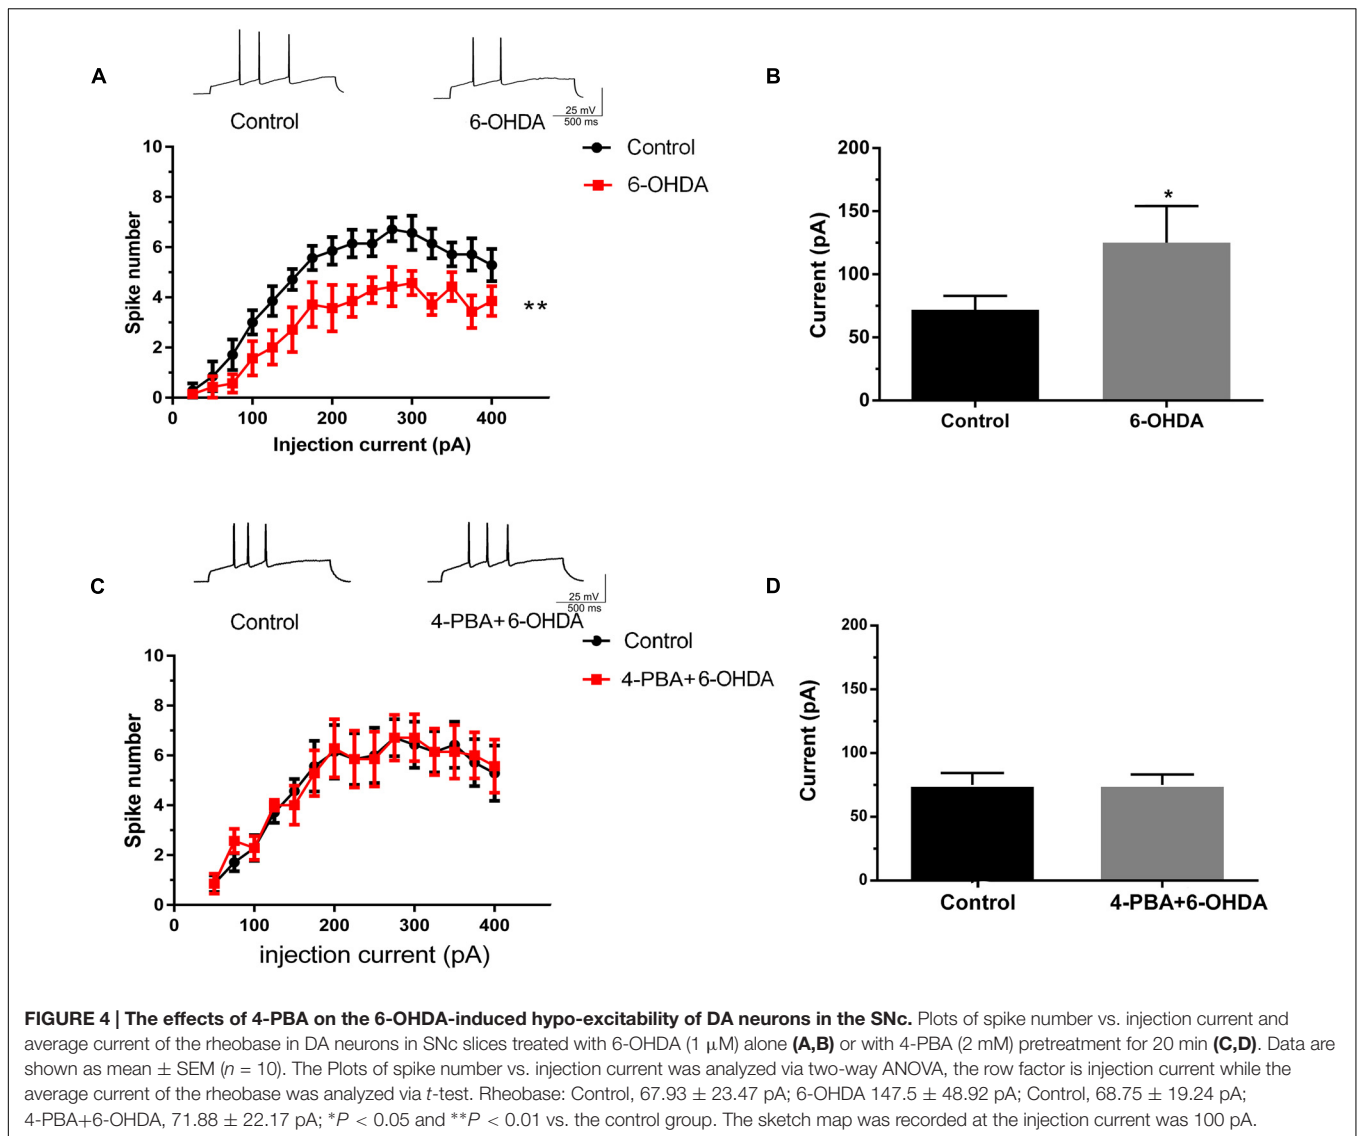 A
Control
6-OHDA
25 mV
500 ms
Control
6-OHDA
10
8
6
4
2
0
Spike number
**
0 100 200 300 400
Injection current (pA)
B
200
150
100
50
0
Current (pA)
*
Control 6-OHDA
C
Control
4-PBA+6-OHDA
25 mV
500 ms
Control
4-PBA+6-OHDA
10
8
6
4
2
0
Spike number
0 100 200 300 400
injection current (pA)
D
200
150
100
50
0
Current (pA)
Control 4-PBA+6-OHDA
FIGURE 4 | The effects of 4-PBA on the 6-OHDA-induced hypo-excitability of DA neurons in the SNc. Plots of spike number vs. injection current and
average current of the rheobase in DA neurons in SNc slices treated with 6-OHDA (1 μM) alone (A,B) or with 4-PBA (2 mM) pretreatment for 20 min (C,D). Data are
shown as mean ± SEM (n = 10). The Plots of spike number vs. injection current was analyzed via two-way ANOVA, the row factor is injection current while the
average current of the rheobase was analyzed via t-test. Rheobase: Control, 67.93 ± 23.47 pA; 6-OHDA 147.5 ± 48.92 pA; Control, 68.75 ± 19.24 pA;
4-PBA+6-OHDA, 71.88 ± 22.17 pA; *P < 0.05 and **P < 0.01 vs. the control group. The sketch map was recorded at the injection current was 100 pA.